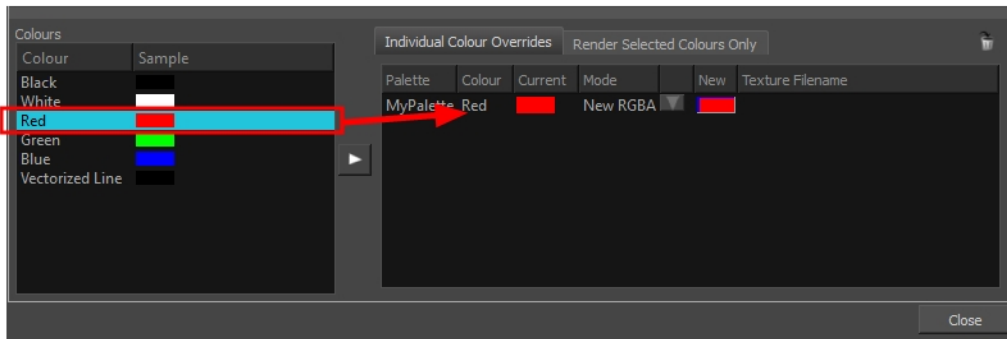 Colours
Colour Sample
Black
White
Red
Green
Blue
Vectorized Line
Individual Colour Overrides Render Selected Colours Only
Palette Colour Current Mode New Texture Filename
MyPalette Red New RGBA
Close